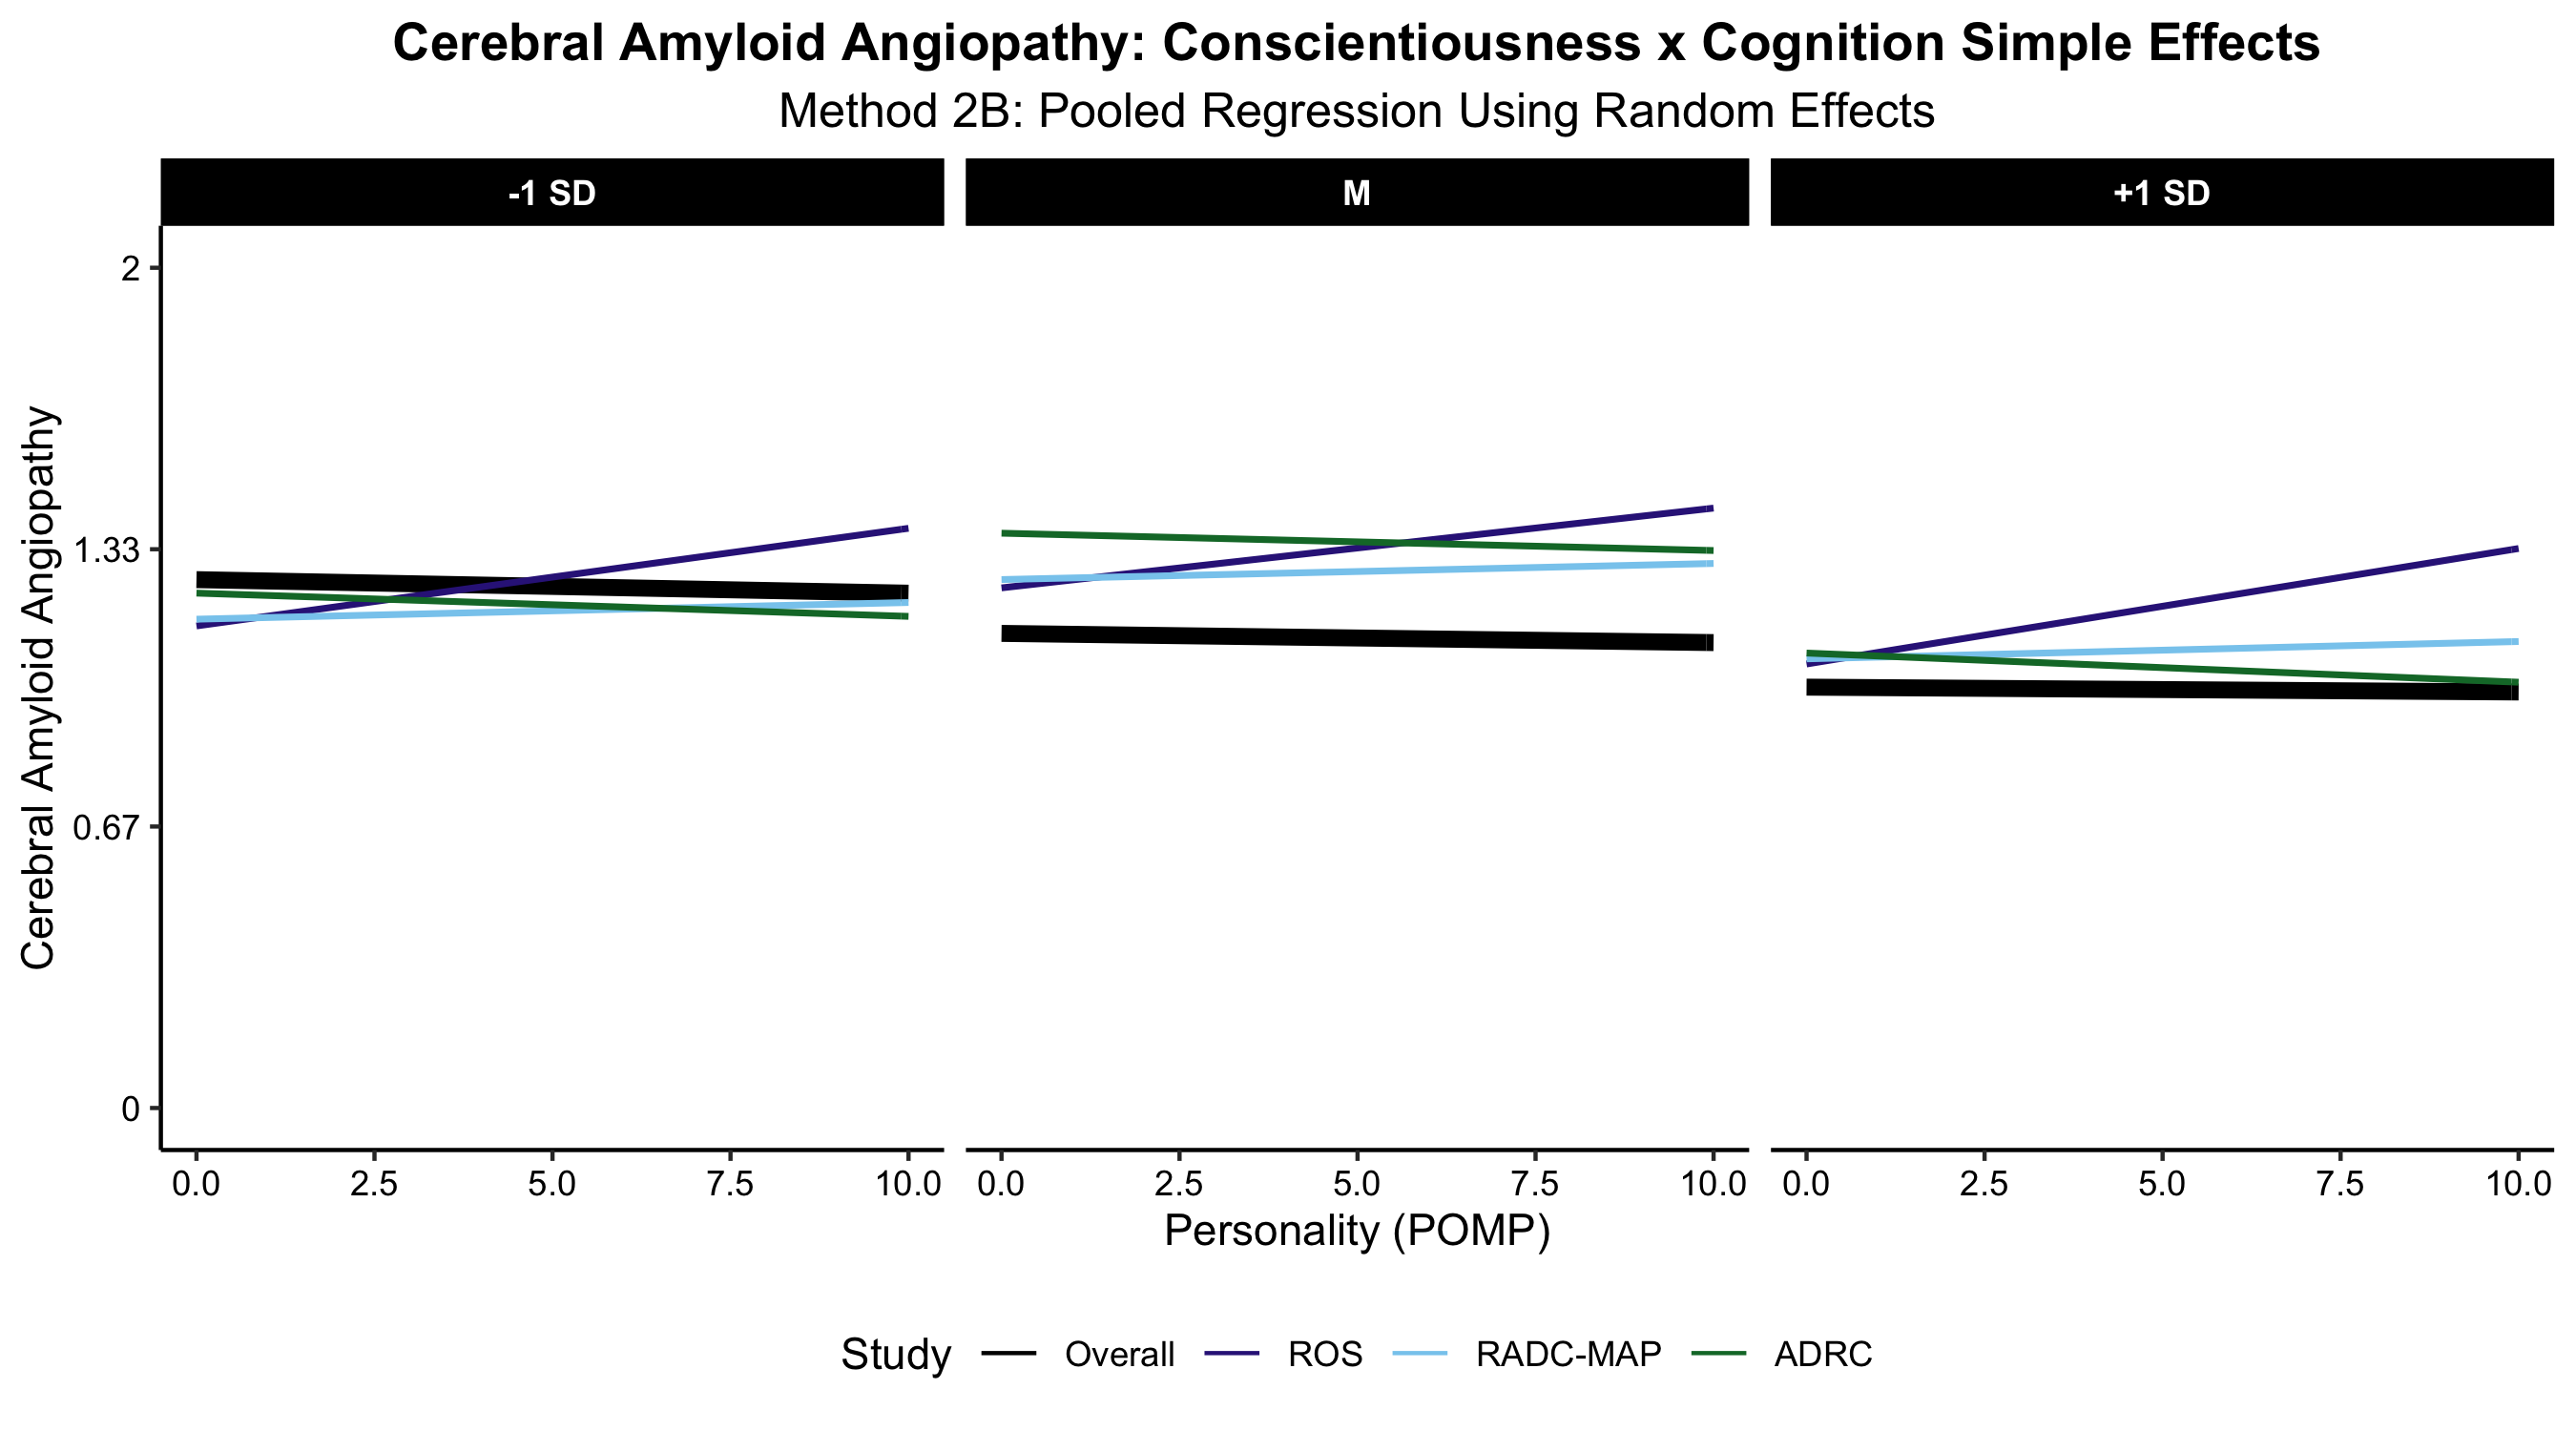 Cerebral Amyloid Angiopathy: Conscientiousness x Cognition Simple Effects
Method 2B: Pooled Regression Using Random Effects
-1 SD
M
+1 SD
Cerebral Amyloid Angiopathy
2
1.33
0.67
0
0.0 2.5 5.0 7.5 10.0
0.0 2.5 5.0 7.5 10.0
0.0 2.5 5.0 7.5 10.0
Personality (POMP)
Study Overall ROS RADC-MAP ADRC